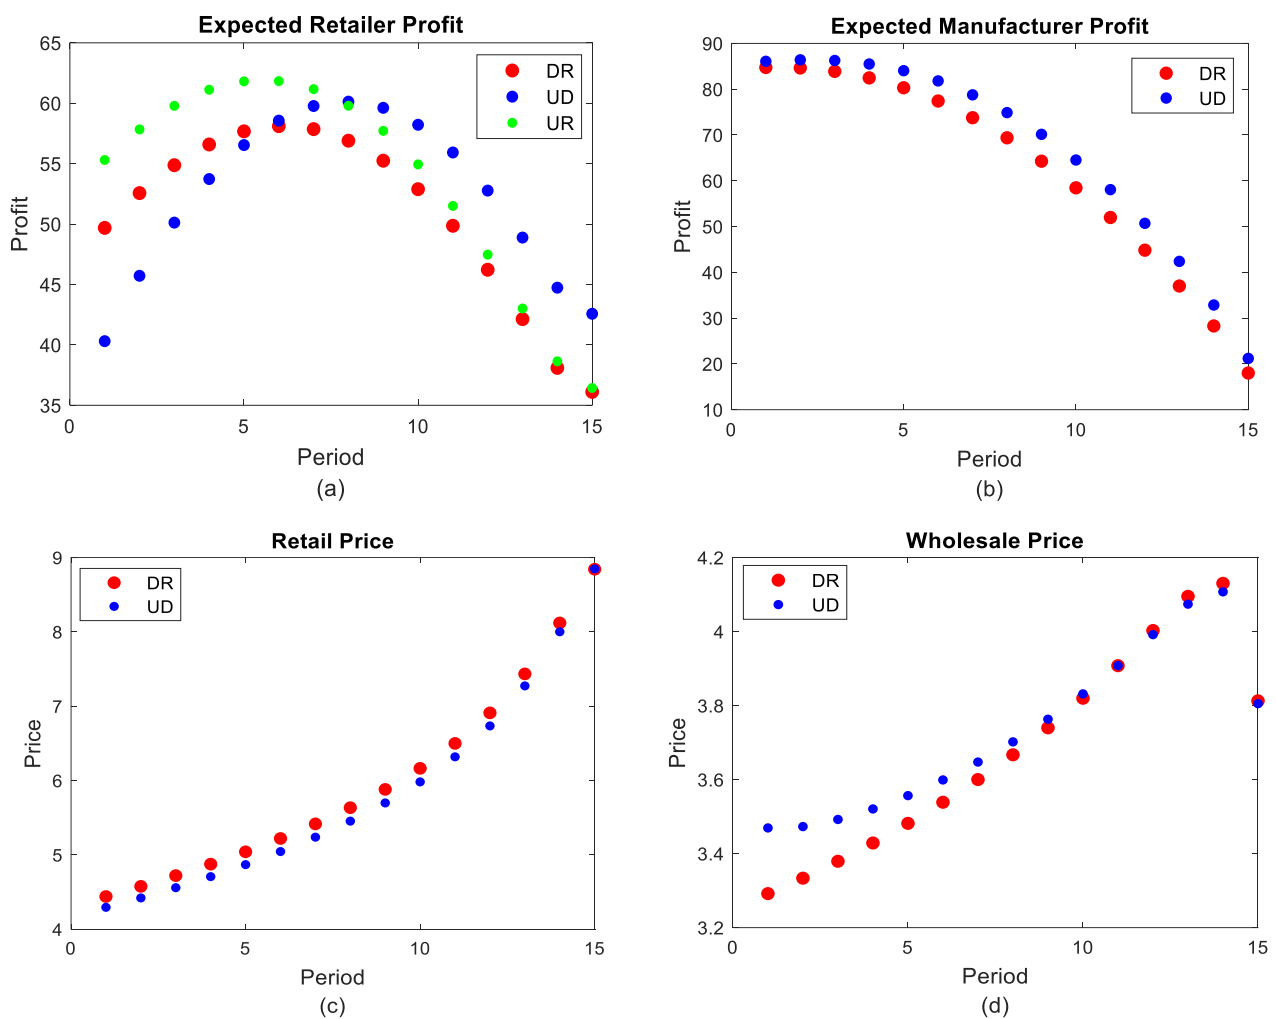 Expected Retailer Profit
65
60
55
50
45
40
35
0
5
10
15
Profit
Period
DR
UD
UR
(a)
Expected Manufacturer Profit
90
80
70
60
50
40
30
20
10
0
5
10
15
Profit
Period
DR
UD
(b)
Retail Price
9
8
7
6
5
4
0
5
10
15
Price
Period
DR
UD
(c)
Wholesale Price
4.2
4
3.8
3.6
3.4
3.2
0
5
10
15
Price
Period
DR
UD
(d)